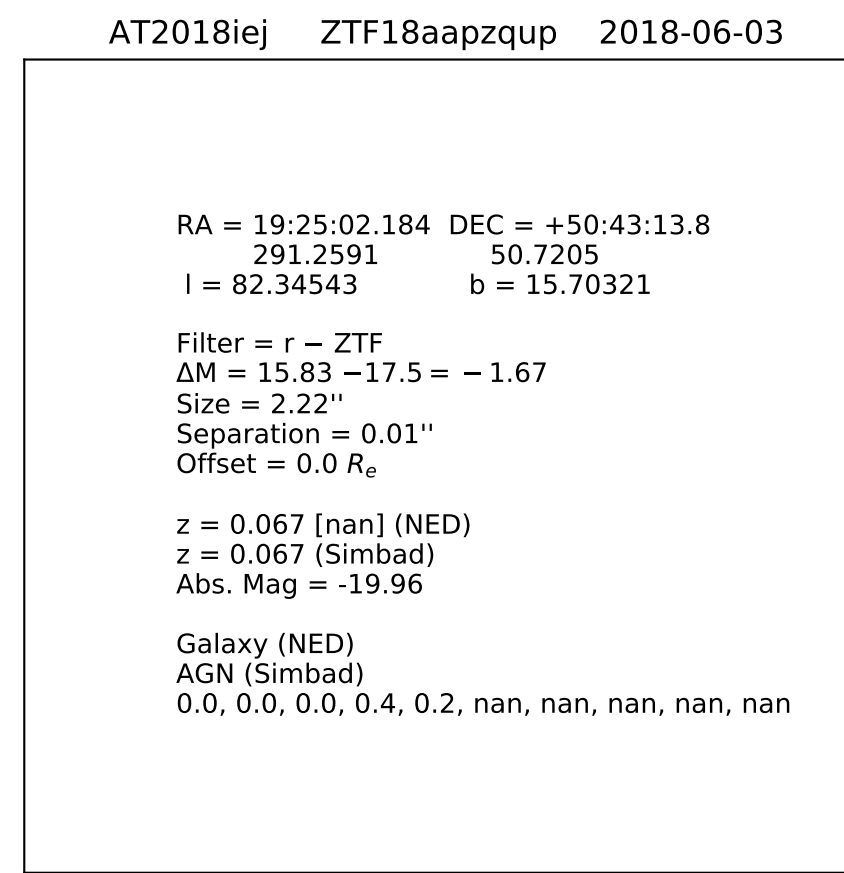 AT2018iej ZTF18aapzqup 2018-06-03
RA = 19:25:02.184 DEC = +50:43:13.8
291.2591 50.7205
l = 82.34543 b = 15.70321
Filter = r − ZTF
ΔM = 15.83 −17.5 = − 1.67
Size = 2.22''
Separation = 0.01''
Offset = 0.0 Re
z = 0.067 [nan] (NED)
z = 0.067 (Simbad)
Abs. Mag = -19.96
Galaxy (NED)
AGN (Simbad)
0.0, 0.0, 0.0, 0.4, 0.2, nan, nan, nan, nan, nan